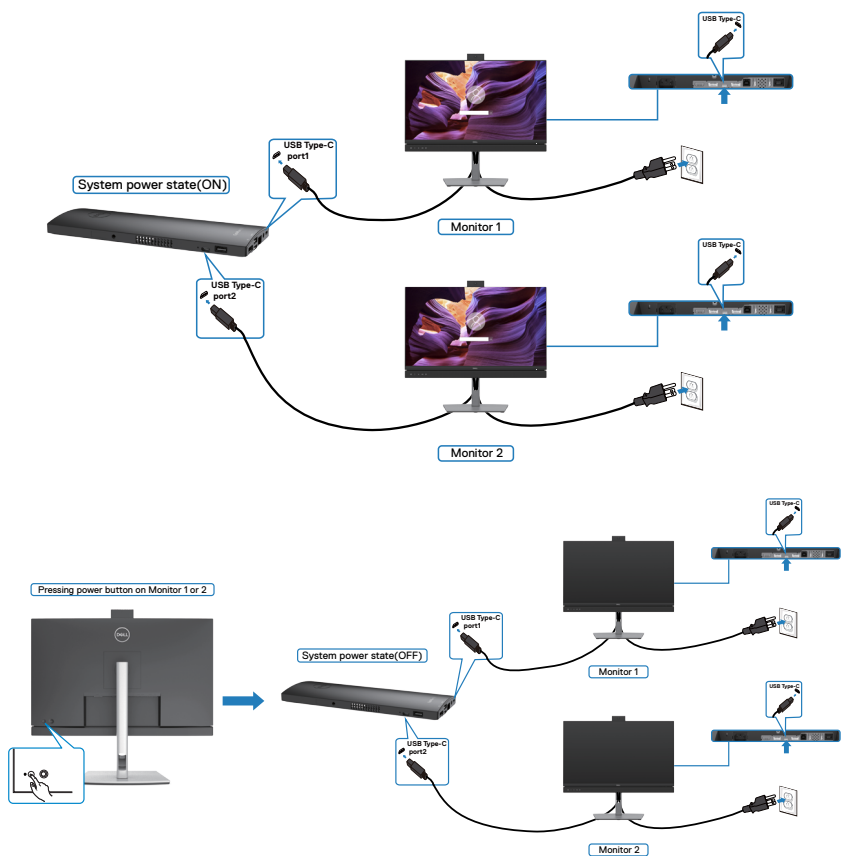 USB Type-C
USB Type-C
port1
System power state(ON)
Monitor 1
USB Type-C
USB Type-C
port2
Monitor 2
USB Type-C
Pressing power button on Monitor 1 or 2
DELL
USB Type-C
port1
System power state(OFF)
Monitor 1
USB Type-C
USB Type-C
port2
Monitor 2